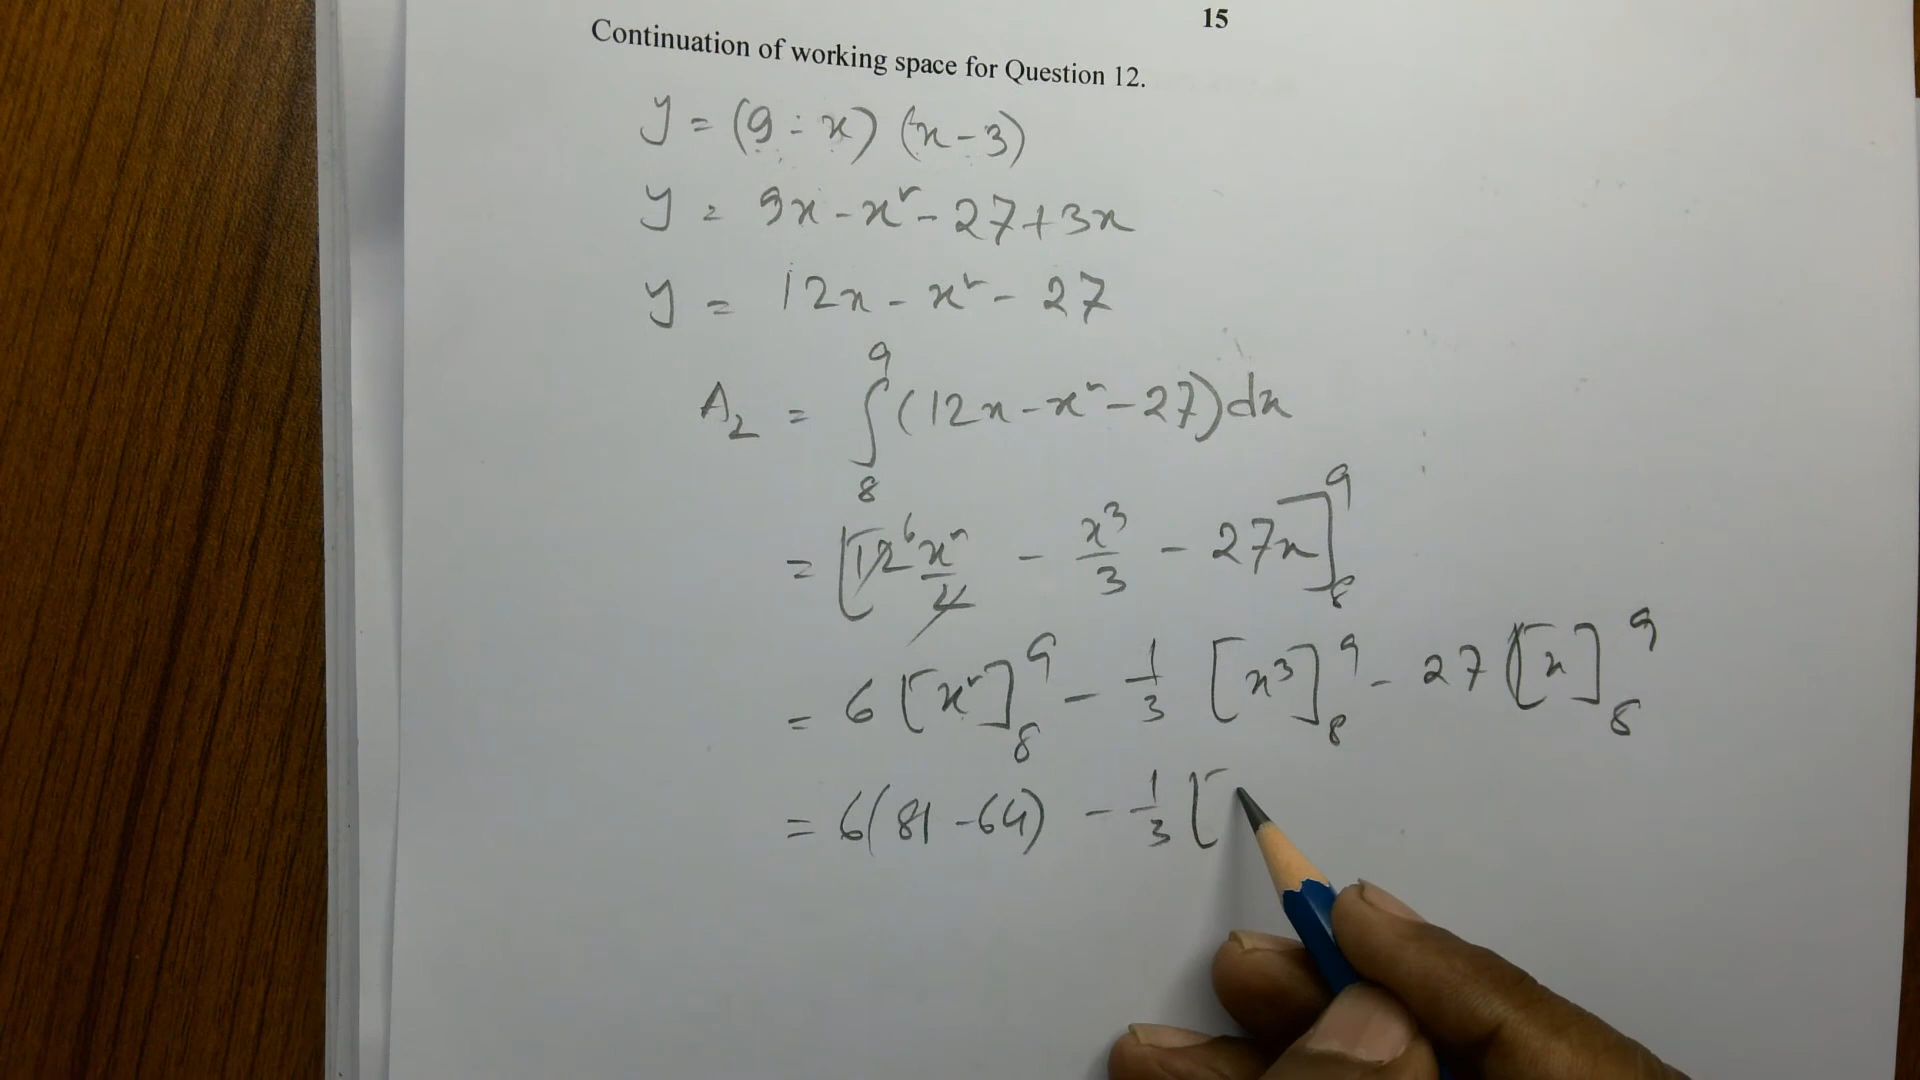 15
Continuation of working space for Question 12.
y = (9 - x) (x - 3)
y = 9x - x² - 27 + 3x
y = 12x - x² - 27
A₂ = ∫₈⁹ (12x - x² - 27) dx
= [12⁶ x²/2 - x³/3 - 27x]₈⁹
= 6 [x²]₈⁹ - 1/3 [x³]₈⁹ - 27 [x]₈⁹
= 6(81 - 64) - 1/3 [